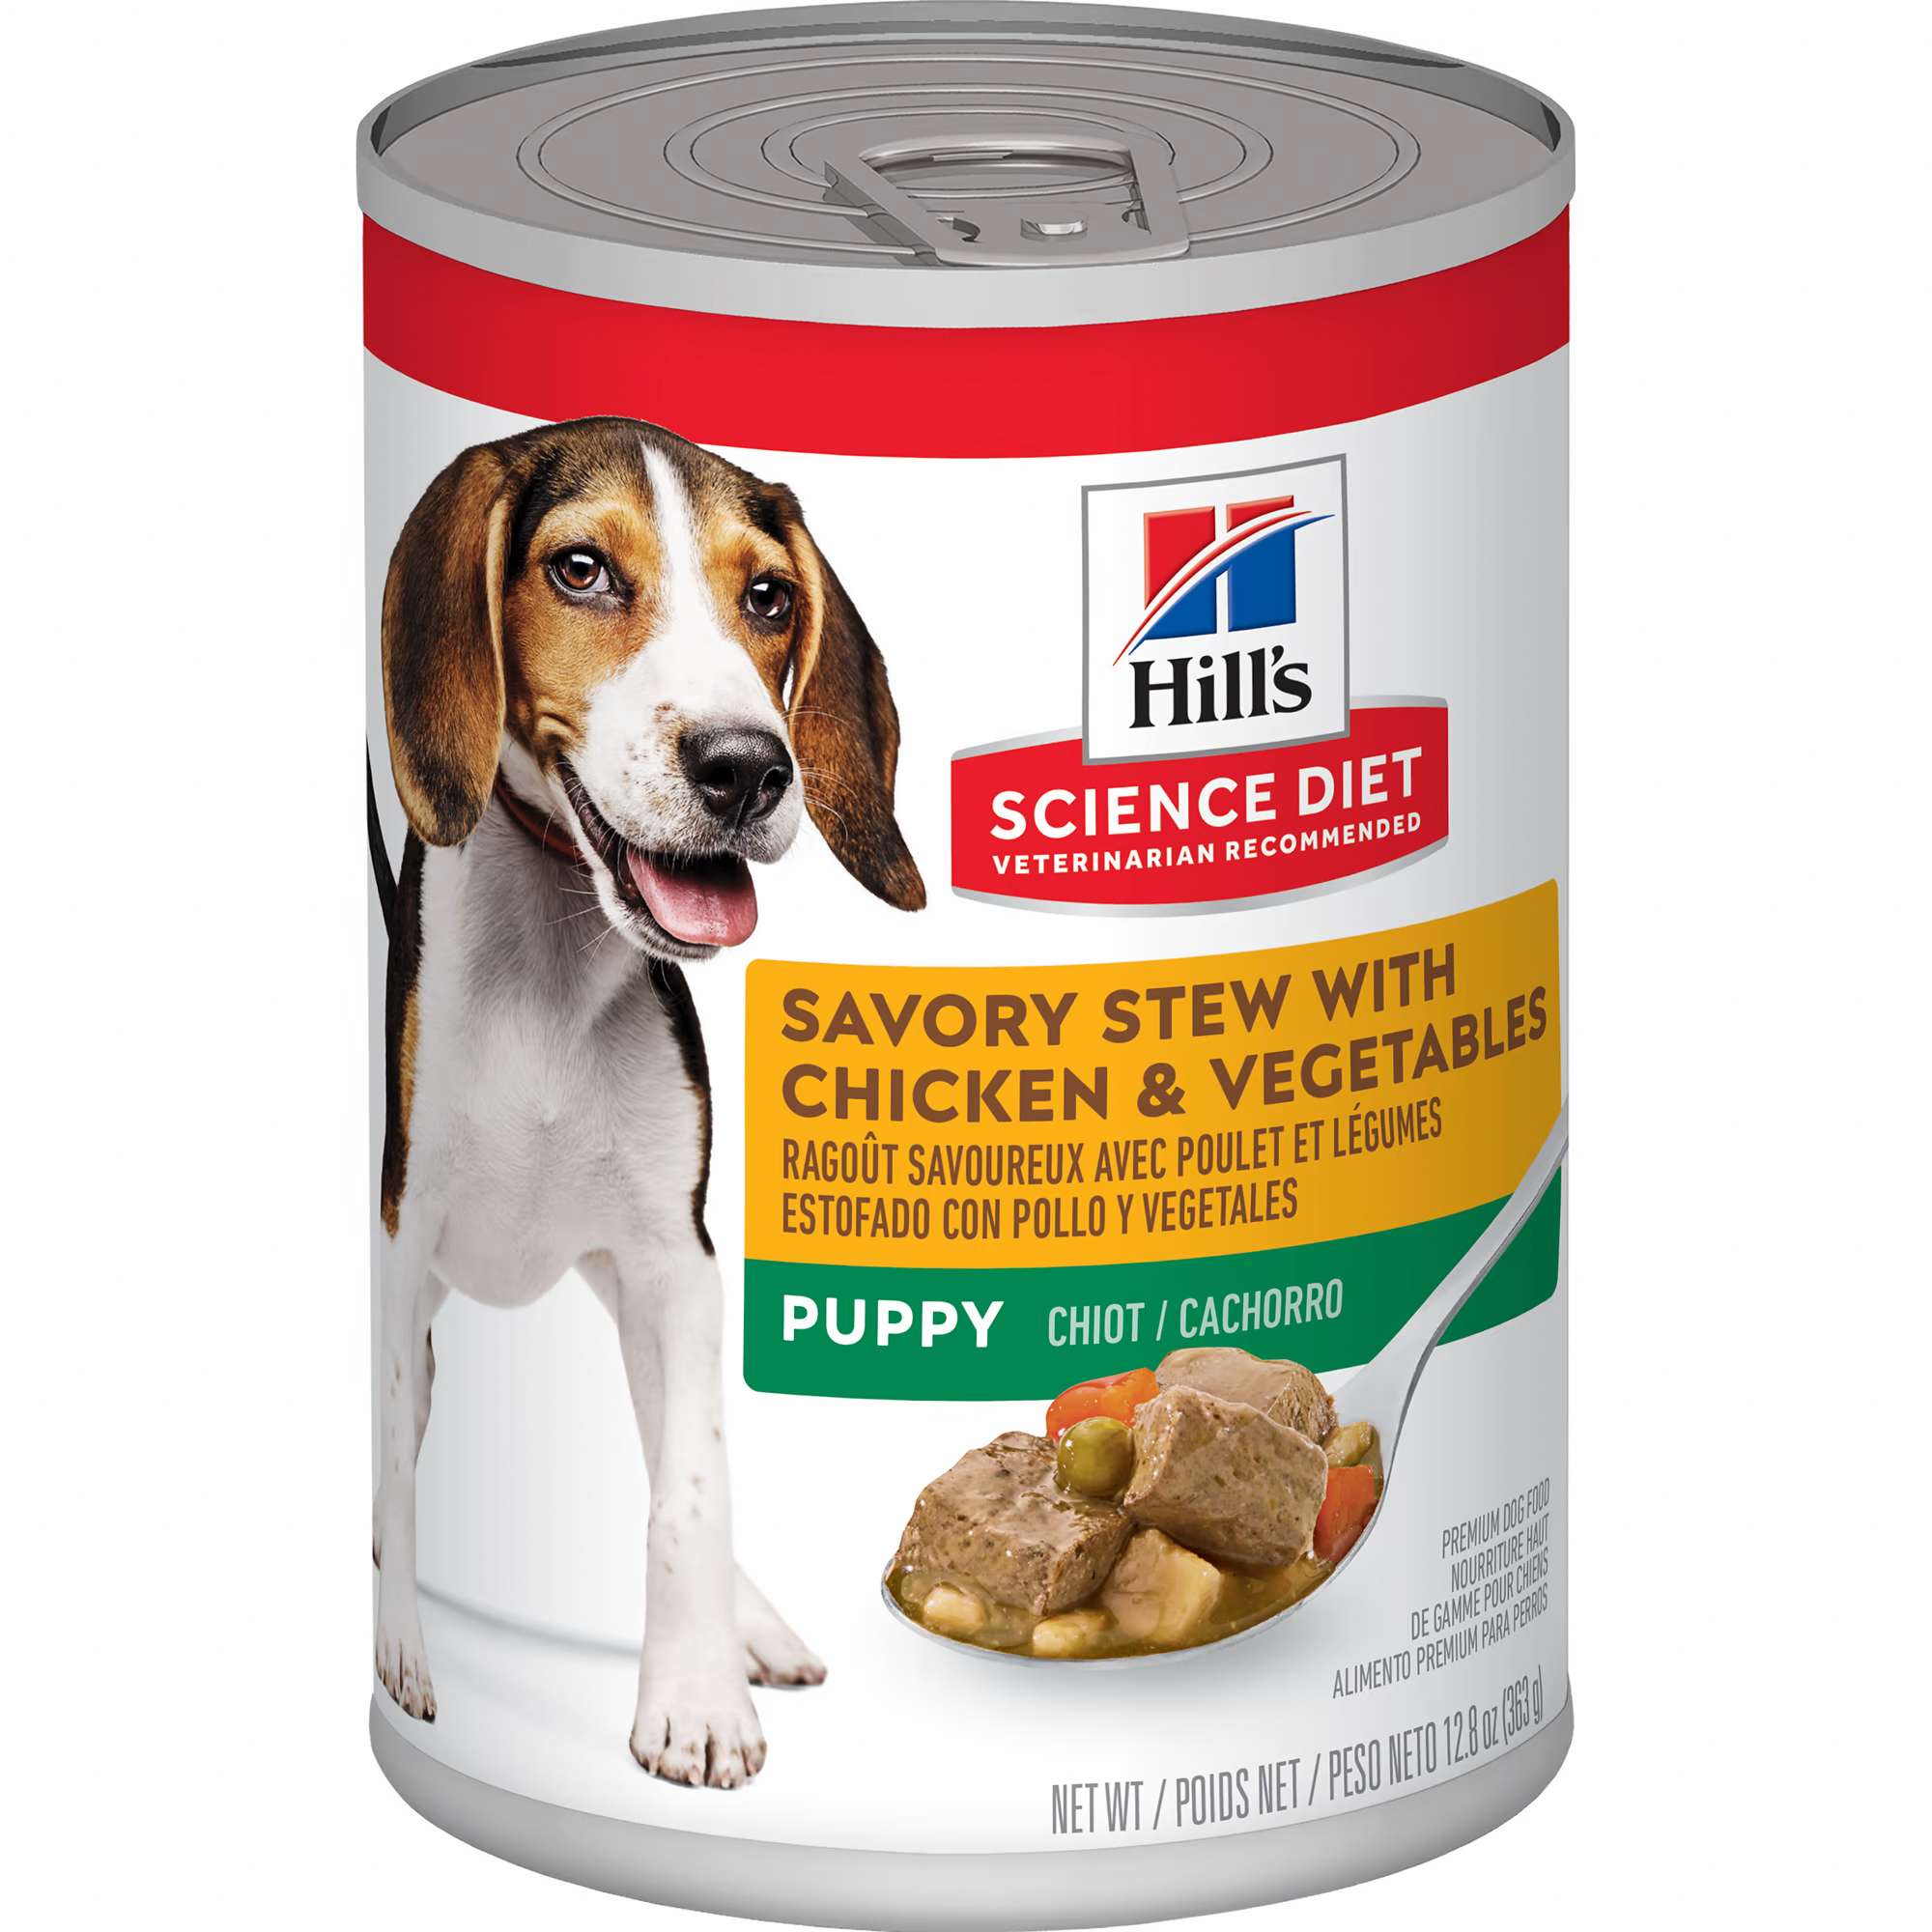 Hill's
SCIENCE DIET
VETERINARIAN RECOMMENDED
SAVORY STEW WITH
CHICKEN & VEGETABLES
RAGOÛT SAVOUREUX AVEC POULET ET LÉGUMES
ESTOFADO CON POLLO Y VEGETALES
PUPPY CHIOT / CACHORRO
PREMIUM DOG FOOD
NOURRITURE HAUT
DE GAMME POUR CHIENS
ALIMENTO PREMIUM PARA PERROS
NET WT / POIDS NET / PESO NETO 12.8 oz (363 g)